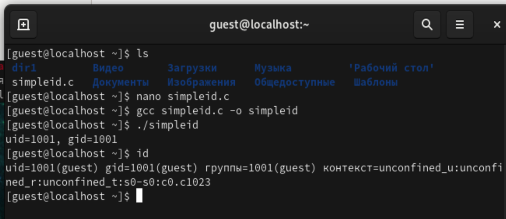 guest@localhost:~
[guest@localhost ~]$ ls
dir1 Видео Загрузки Музыка 'Рабочий стол'
simpleid.c Документы Изображения Общедоступные Шаблоны
[guest@localhost ~]$ nano simpleid.c
[guest@localhost ~]$ gcc simpleid.c -o simpleid
[guest@localhost ~]$ ./simpleid
uid=1001, gid=1001
[guest@localhost ~]$ id
uid=1001(guest) gid=1001(guest) группы=1001(guest) контекст=unconfined_u:unconfi
ned_r:unconfined_t:s0-s0:c0.c1023
[guest@localhost ~]$